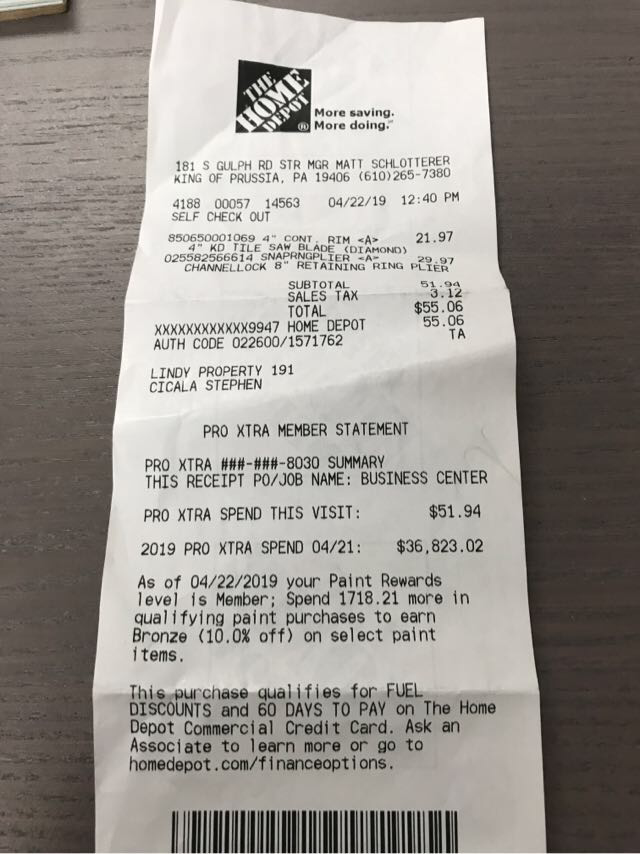 THE
HOME
DEPOT
®
More saving.
More doing.℠
181 S GULPH RD STR MGR MATT SCHLOTTERER
KING OF PRUSSIA, PA 19406 (610)265-7380
4188 00057 14563 04/22/19 12:40 PM
SELF CHECK OUT
850650001069 4" CONT. RIM <A> 21.97
4" KD TILE SAW BLADE (DIAMOND)
025582566614 SNAPRNGPLIER <A> 29.97
CHANNELLOCK 8" RETAINING RING PLIER
SUBTOTAL 51.94
SALES TAX 3.12
TOTAL $55.06
XXXXXXXXXXXX9947 HOME DEPOT 55.06
AUTH CODE 022600/1571762 TA
LINDY PROPERTY 191
CICALA STEPHEN
PRO XTRA MEMBER STATEMENT
PRO XTRA ###-###-8030 SUMMARY
THIS RECEIPT PO/JOB NAME: BUSINESS CENTER
PRO XTRA SPEND THIS VISIT: $51.94
2019 PRO XTRA SPEND 04/21: $36,823.02
As of 04/22/2019 your Paint Rewards
level is Member; Spend 1718.21 more in
qualifying paint purchases to earn
Bronze (10.0% off) on select paint
items.
This purchase qualifies for FUEL
DISCOUNTS and 60 DAYS TO PAY on The Home
Depot Commercial Credit Card. Ask an
Associate to learn more or go to
homedepot.com/financeoptions.